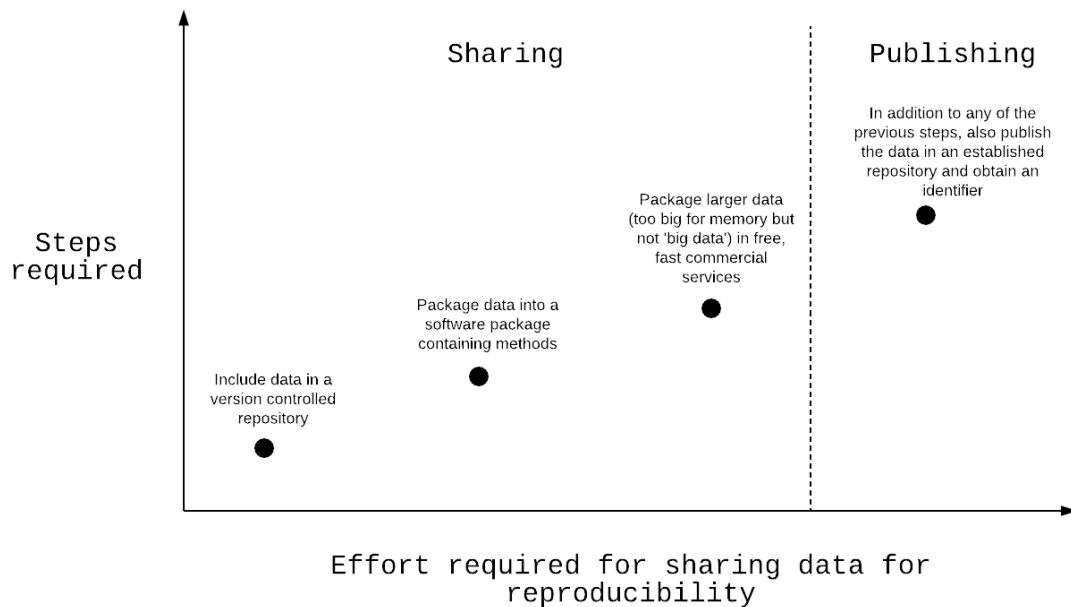 Sharing
Publishing
In addition to any of the
previous steps, also publish
the data in an established
repository and obtain an
identifier
Package larger data
(too big for memory but
not 'big data') in free,
fast commercial
services
Steps
required
Package data into a
software package
containing methods
Include data in a
version controlled
repository
Effort required for sharing data for
reproducibility